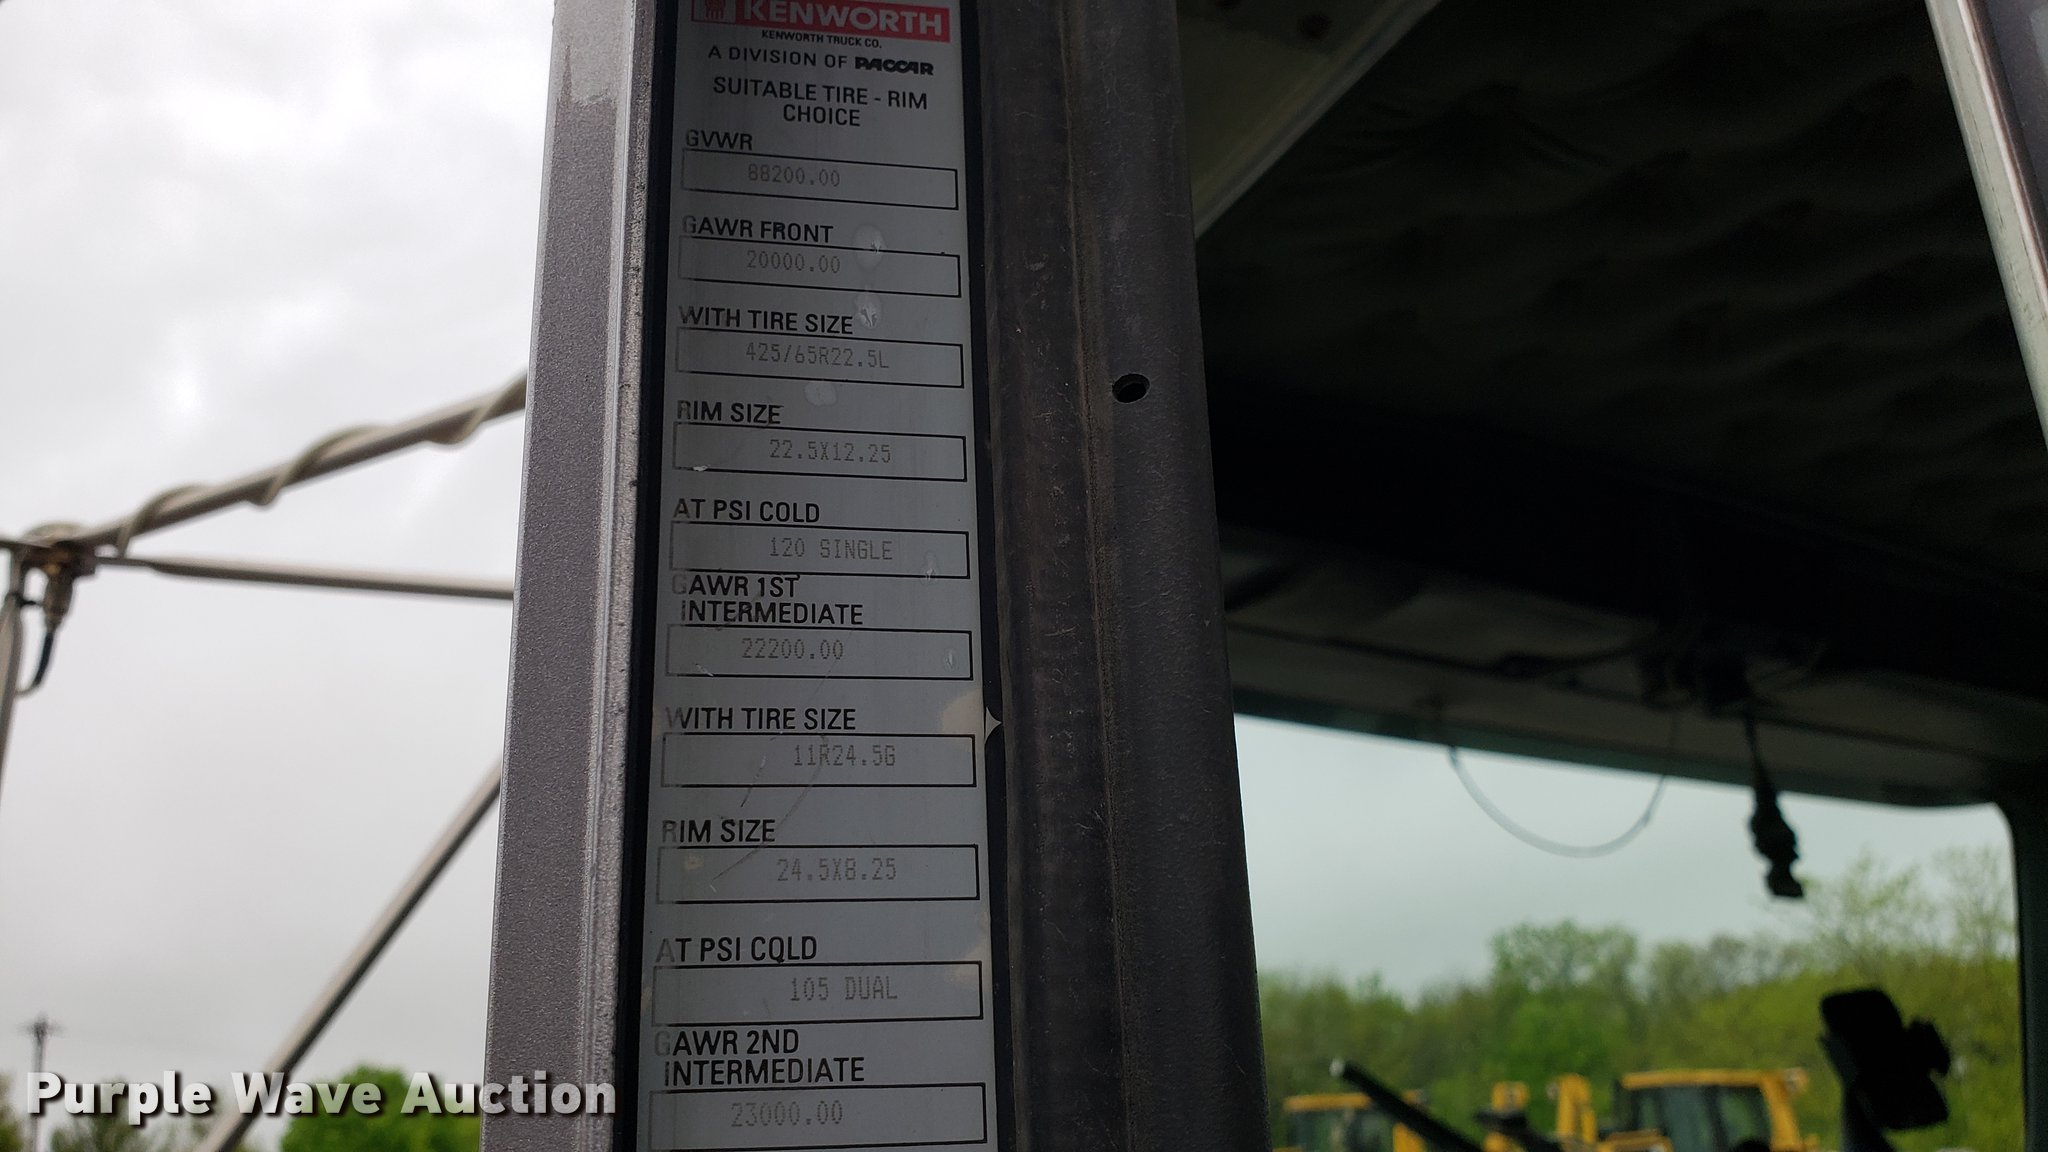 KENWORTH
KENWORTH TRUCK CO.
A DIVISION OF PACCAR
SUITABLE TIRE - RIM
CHOICE
GVWR
88200.00
GAWR FRONT
20000.00
WITH TIRE SIZE
425/65R22.5L
RIM SIZE
22.5X12.25
AT PSI COLD
120 SINGLE
GAWR 1ST
INTERMEDIATE
22200.00
WITH TIRE SIZE
11R24.5G
RIM SIZE
24.5X8.25
AT PSI COLD
105 DUAL
GAWR 2ND
INTERMEDIATE
23000.00
Purple Wave Auction